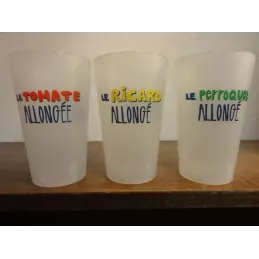 LA TOMATE
ALLONGÉE
LE RICARD
ALLONGÉ
LE PERROQUET
ALLONGÉ